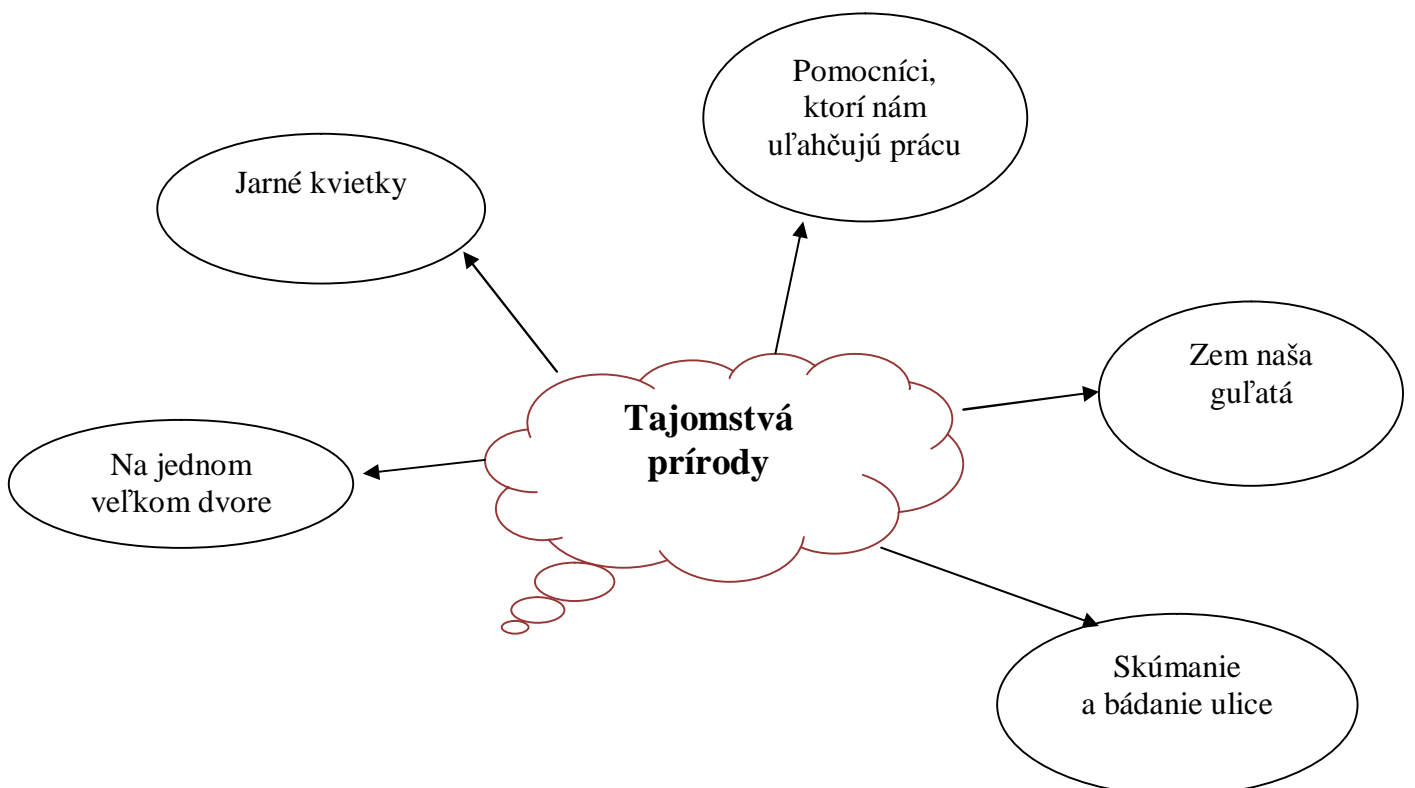 Pomocníci,
ktorí nám
uľahčujú prácu
Jarné kvietky
Zem naša
guľatá
Tajomstvá
prírody
Na jednom
veľkom dvore
Skúmanie
a bádanie ulice